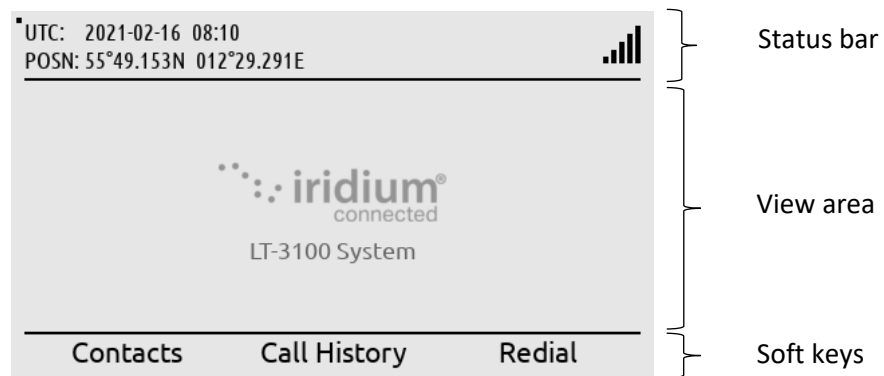 UTC: 2021-02-16 08:10
POSN: 55°49.153N 012°29.291E
Status bar
iridium®
connected
LT-3100 System
View area
Contacts Call History Redial
Soft keys